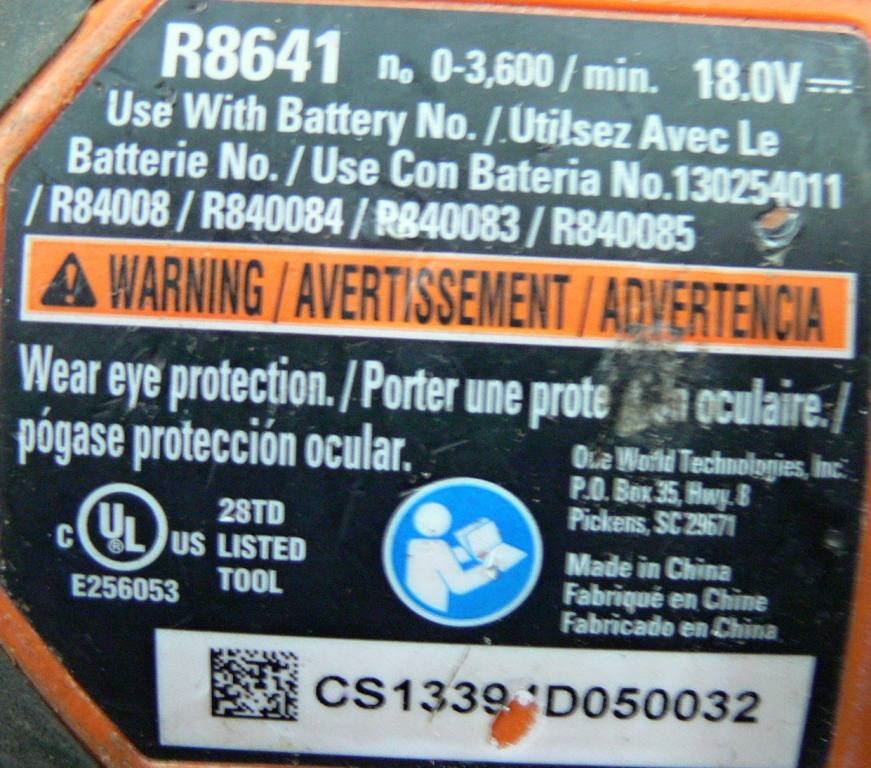 R8641 n₀ 0-3,600 / min. 18.0V⎓
Use With Battery No. / Utilsez Avec Le
Batterie No. / Use Con Bateria No.130254011
/ R84008 / R840084 / R840083 / R840085
⚠ WARNING / AVERTISSEMENT / ADVERTENCIA
Wear eye protection. / Porter une oculaire. /
pógase protección ocular.
One World Technologies, Inc.
P.O. Box 35, Hwy. 8
Pickens, SC 29671
C UL ® US
E256053
28TD
LISTED
TOOL
Made in China
Fabriqué en Chine
Fabricado en China